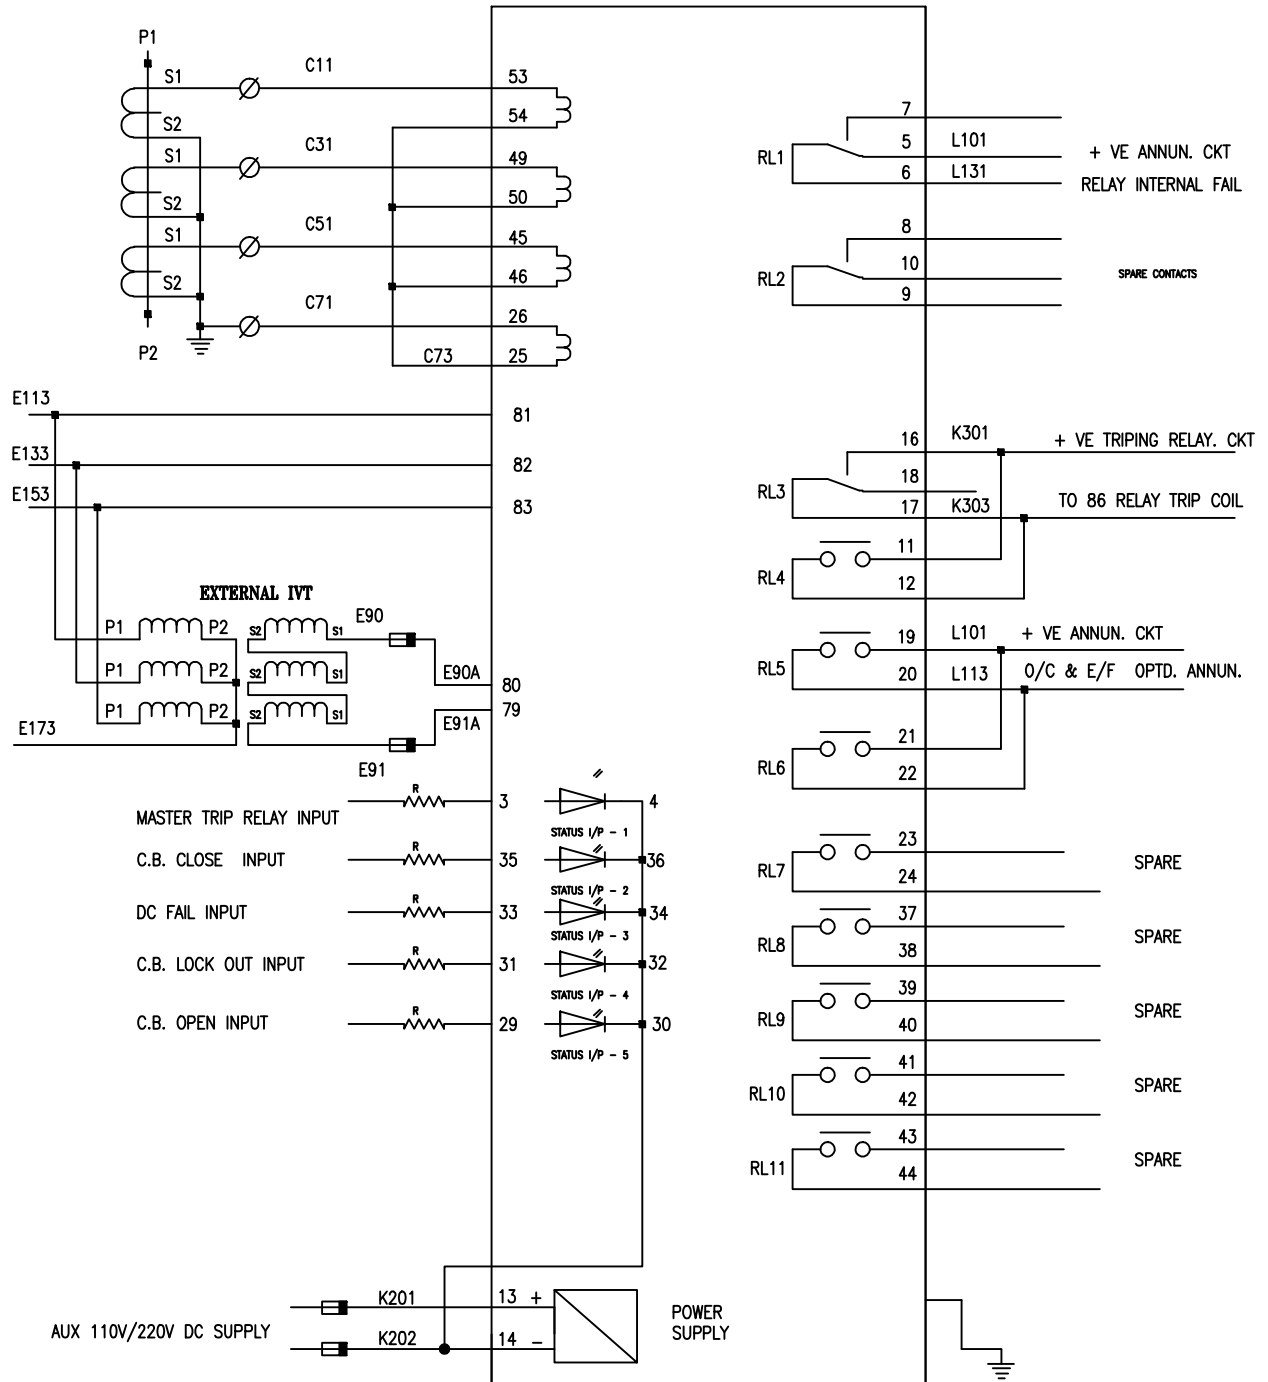 P1
S1
C11
53
S2
54
S1
C31
49
S2
50
S1
C51
45
S2
46
C71
26
P2
C73
25
7
RL1
5
L101
+ VE ANNUN. CKT
6
L131
RELAY INTERNAL FAIL
8
RL2
10
SPARE CONTACTS
9
E113
81
E133
82
E153
83
16
K301
+ VE TRIPING RELAY. CKT
RL3
18
17
K303
TO 86 RELAY TRIP COIL
11
RL4
12
EXTERNAL IVT
P1
P2
S2
S1
E90
P1
P2
S2
S1
E90A
80
P1
P2
S2
S1
E91A
79
E173
E91
19
L101
+ VE ANNUN. CKT
RL5
20
L113
O/C & E/F OPTD. ANNUN.
21
RL6
22
MASTER TRIP RELAY INPUT
R
3
4
STATUS I/P - 1
C.B. CLOSE INPUT
R
35
36
STATUS I/P - 2
DC FAIL INPUT
R
33
34
STATUS I/P - 3
C.B. LOCK OUT INPUT
R
31
32
STATUS I/P - 4
C.B. OPEN INPUT
R
29
30
STATUS I/P - 5
23
RL7
24
SPARE
37
RL8
38
SPARE
39
RL9
40
SPARE
41
RL10
42
SPARE
43
RL11
44
SPARE
AUX 110V/220V DC SUPPLY
K201
13 +
K202
14 -
POWER
SUPPLY